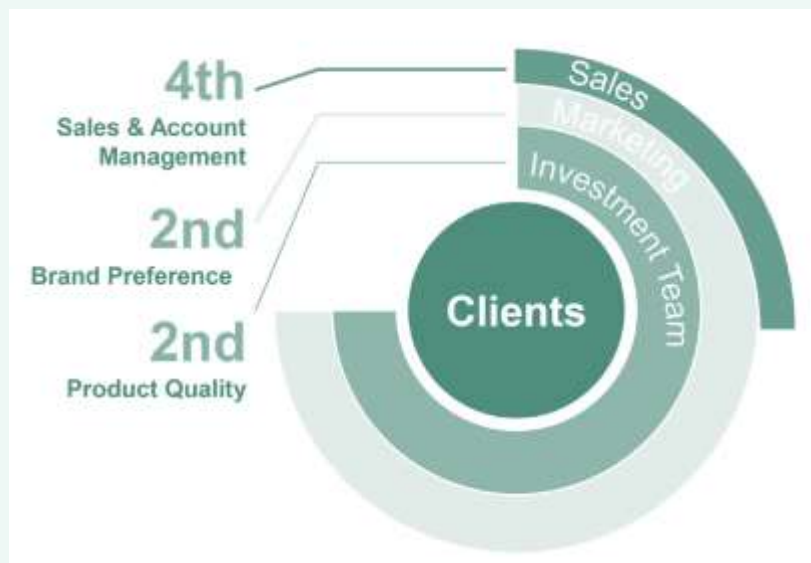 4th
Sales & Account
Management
2nd
Brand Preference
2nd
Product Quality
Sales
Marketing
Investment Team
Clients